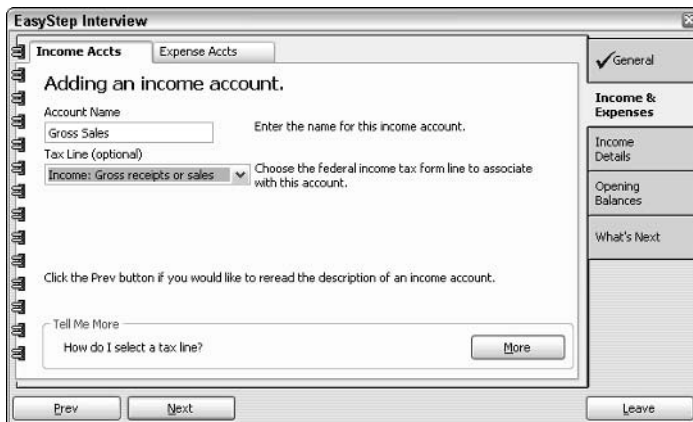 EasyStep Interview
Income Accts
Expense Accts
Adding an income account.
Account Name
Gross Sales
Enter the name for this income account.
Tax Line (optional)
Income: Gross receipts or sales
Choose the federal income tax form line to associate
with this account.
Click the Prev button if you would like to reread the description of an income account.
Tell Me More
How do I select a tax line?
More
Prev
Next
Leave
General
Income &
Expenses
Income
Details
Opening
Balances
What's Next